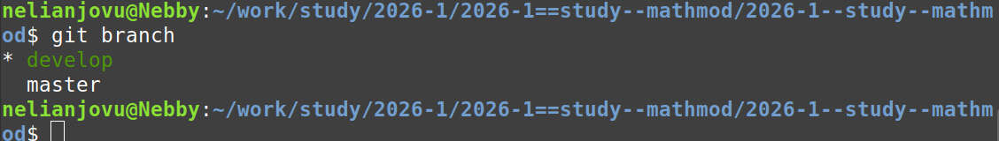 nelianjovu@Nebby:~/work/study/2026-1/2026-1==study--mathmod/2026-1--study--mathm
od$ git branch
* develop
  master
nelianjovu@Nebby:~/work/study/2026-1/2026-1==study--mathmod/2026-1--study--mathm
od$